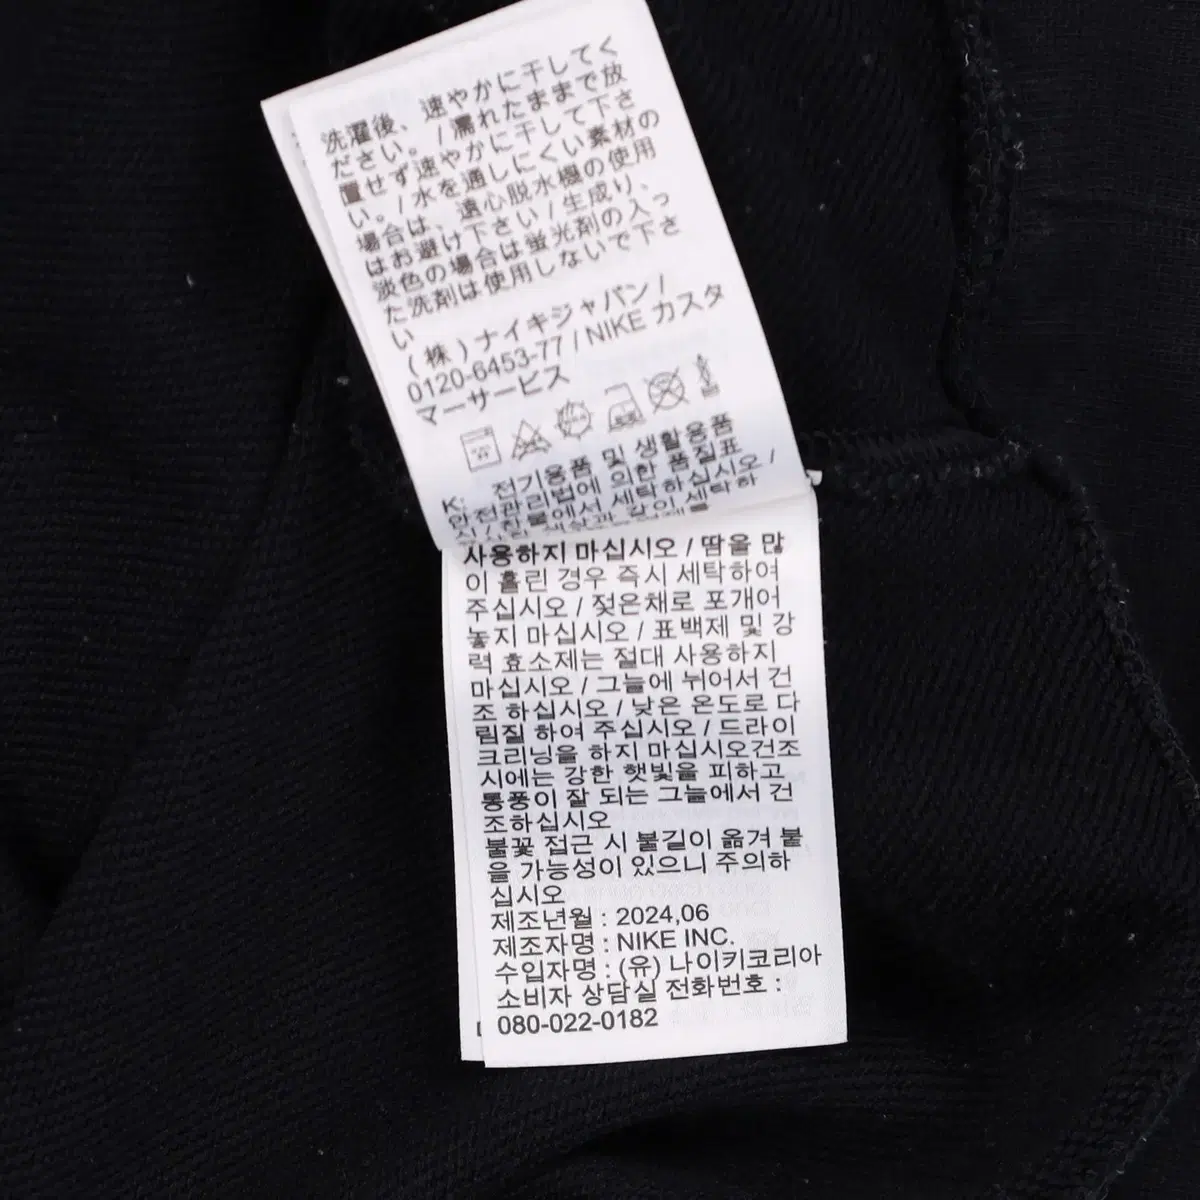 洗濯後、速やかに干してく
ださい。/濡れたままで放
置せず速やかに干して下さ
い。/水を通しにくい素材の
場合は、遠心脱水機の使用
はお避け下さい/生成り、
淡色の場合は蛍光剤の入っ
た洗剤は使用しないで下さ
い
(株)ナイキジャパン/
0120-6453-77 / NIKE カスタ
マーサービス
K: 전기용품 및 생활용품
안전관리법에 의한 품질표
시 / 찬물에서 세탁하십시오 /
사용하지 마십시오 / 땀을 많
이 흘린 경우 즉시 세탁하여
주십시오 / 젖은채로 포개어
놓지 마십시오 / 표백제 및 강
력 효소제는 절대 사용하지
마십시오 / 그늘에 뉘어서 건
조 하십시오 / 낮은 온도로 다
림질 하여 주십시오 / 드라이
크리닝을 하지 마십시오건조
시에는 강한 햇빛을 피하고
통풍이 잘 되는 그늘에서 건
조하십시오
불꽃 접근 시 불길이 옮겨 붙
을 가능성이 있으니 주의하
십시오
제조년월 : 2024,06
제조자명 : NIKE INC.
수입자명 : (유) 나이키코리아
소비자 상담실 전화번호 :
080-022-0182